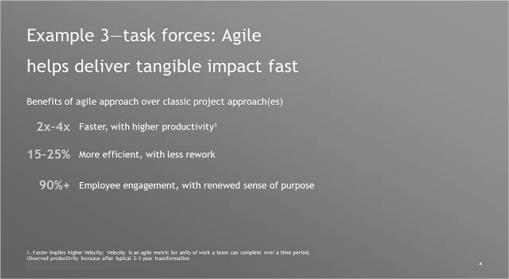 Example 3—task forces: Agile
helps deliver tangible impact fast
Benefits of agile approach over classic project approach(es)
2x-4x Faster, with higher productivity¹
15-25% More efficient, with less rework
90%+ Employee engagement, with renewed sense of purpose
1. Faster implies higher Velocity; Velocity is an agile metric for units of work a team can complete over a time period;
Observed productivity increase after typical 2-3 year transformation